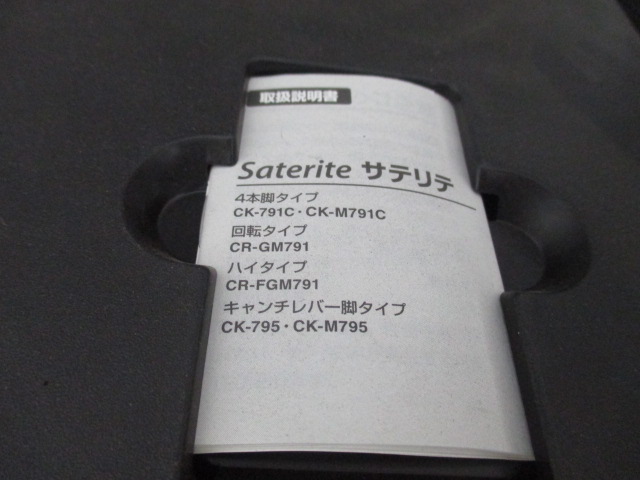 取扱説明書
Saterite サテリテ
4本脚タイプ
CK-791C・CK-M791C
回転タイプ
CR-GM791
ハイタイプ
CR-FGM791
キャンチレバー脚タイプ
CK-795・CK-M795